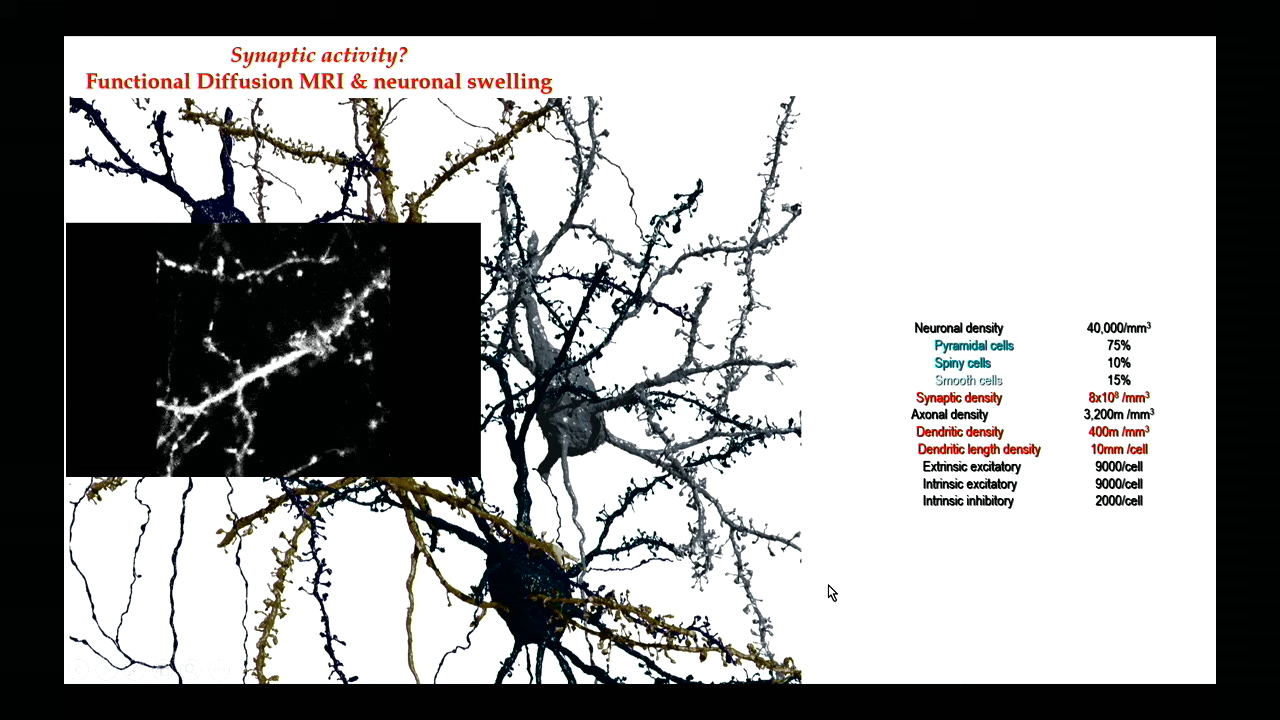 Synaptic activity?
Functional Diffusion MRI & neuronal swelling
Neuronal density 40,000/mm³
Pyramidal cells 75%
Spiny cells 10%
Smooth cells 15%
Synaptic density 8x10⁸ /mm³
Axonal density 3,200m /mm³
Dendritic density 400m /mm³
Dendritic length density 10mm /cell
Extrinsic excitatory 9000/cell
Intrinsic excitatory 9000/cell
Intrinsic inhibitory 2000/cell